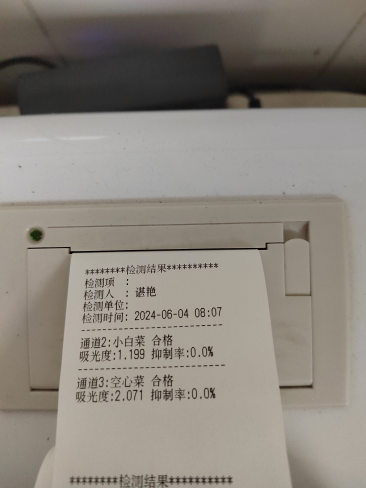 ********检测结果**********
检测项 :
检测人 : 谌艳
检测单位:
检测时间: 2024-06-04 08:07
--------------------------
通道2:小白菜 合格
吸光度:1.199 抑制率:0.0%
--------------------------
通道3:空心菜 合格
吸光度:2.071 抑制率:0.0%
********检测结果**********